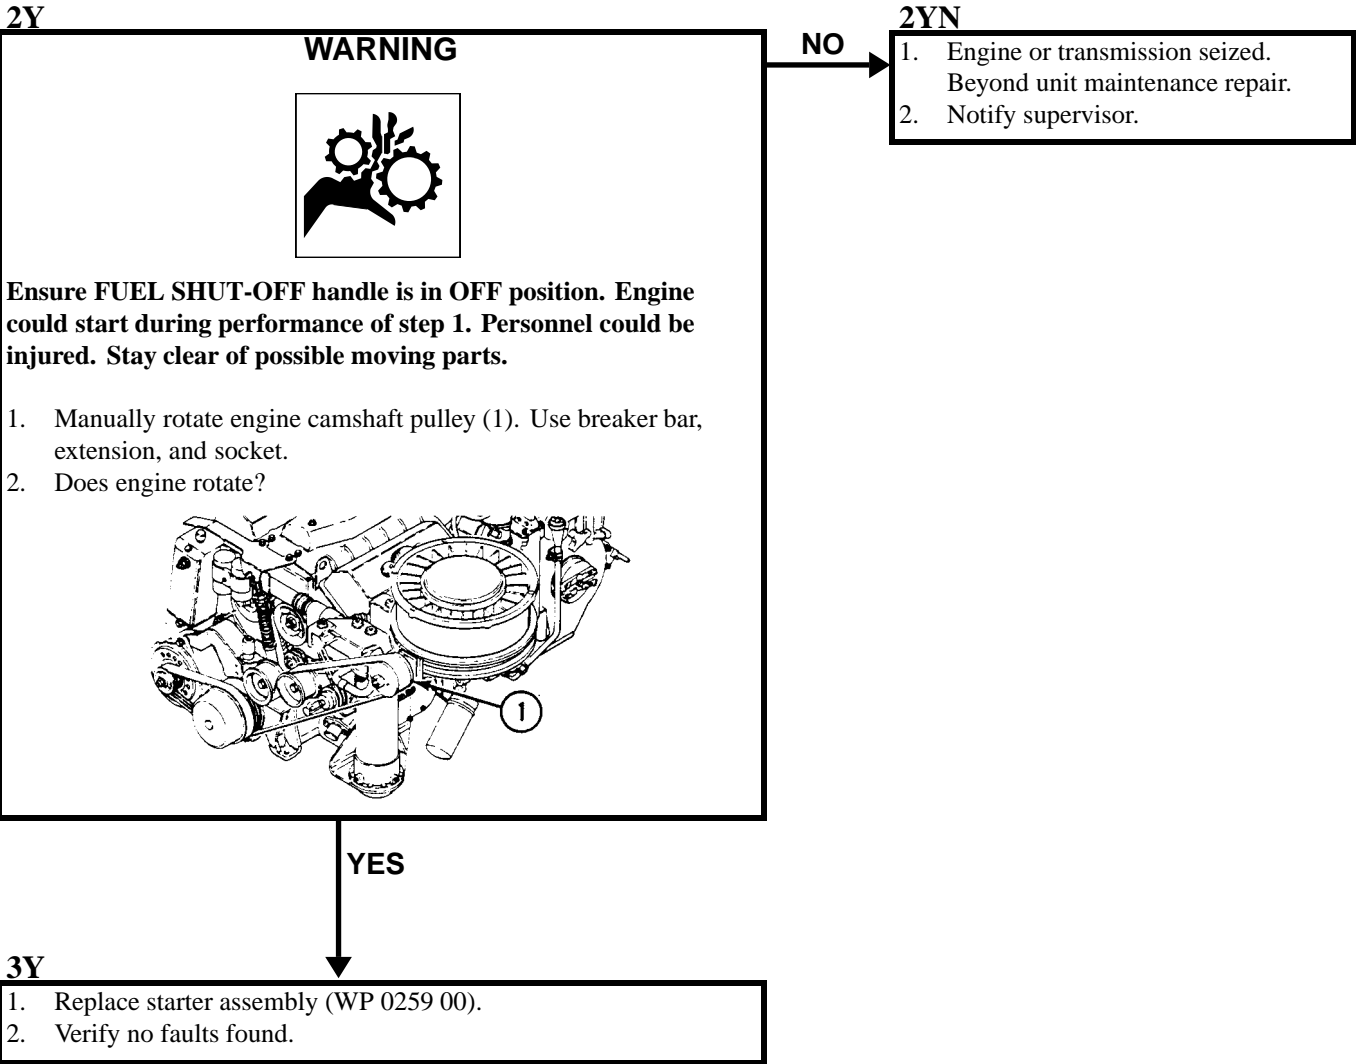 2Y
WARNING
Ensure FUEL SHUT-OFF handle is in OFF position. Engine
could start during performance of step 1. Personnel could be
injured. Stay clear of possible moving parts.
1. Manually rotate engine camshaft pulley (1). Use breaker bar,
extension, and socket.
2. Does engine rotate?
1
NO
2YN
1. Engine or transmission seized.
Beyond unit maintenance repair.
2. Notify supervisor.
YES
3Y
1. Replace starter assembly (WP 0259 00).
2. Verify no faults found.